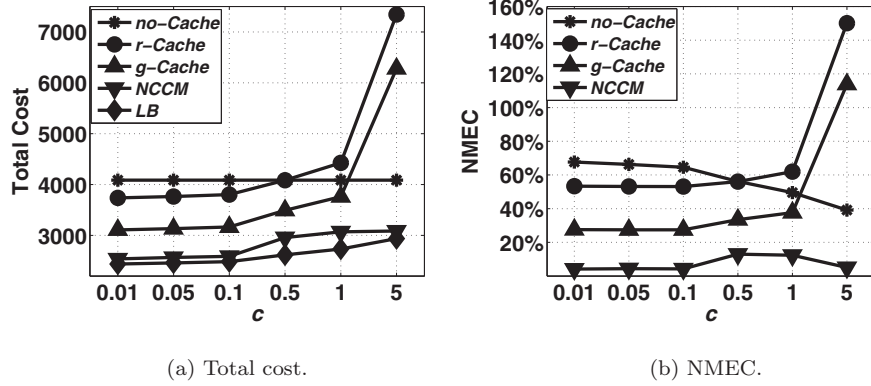 7000
6000
5000
4000
3000
Total Cost
no-Cache
r-Cache
g-Cache
NCCM
LB
0.01 0.05 0.1 0.5 1 5
c
(a) Total cost.
160%
140%
120%
100%
80%
60%
40%
20%
NMEC
no-Cache
r-Cache
g-Cache
NCCM
0.01 0.05 0.1 0.5 1 5
c
(b) NMEC.